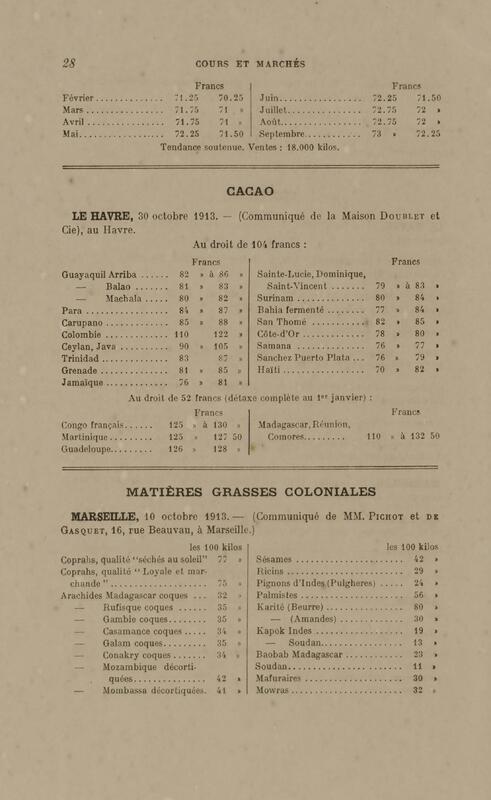 28
COURS ET MARCHÉS
Francs
Février .............. 71.25 70.25
Mars ................ 71.75 71 »
Avril ................ 71.75 71 »
Mai.................. 72.25 71.50
Francs
Juin.................. 72.25 71.50
Juillet................ 72.75 72 »
Août.................. 72.75 72 »
Septembre............ 73 » 72.25
Tendance soutenue. Ventes : 18.000 kilos.
CACAO
LE HAVRE, 30 octobre 1913. — (Communiqué de la Maison DOUBLET et
Cie), au Havre.
Au droit de 104 francs :
Francs
Guayaquil Arriba ...... 82 » à 86 »
— Balao ...... 81 » 83 »
— Machala ..... 80 » 82 »
Para ................ 84 » 87 »
Carupano ............ 85 » 88 »
Colombie ............ 110 122 »
Ceylan, Java .......... 90 » 105 »
Trinidad ............ 83 87 »
Grenade ............. 81 » 85 »
Jamaïque ............ 76 » 81 »
Francs
Sainte-Lucie, Dominique,
Saint-Vincent ....... 79 » à 83 »
Surinam .............. 80 » 84 »
Bahia fermenté ....... 77 » 84 »
San Thomé ........... 82 » 85 »
Côte-d'Or ............ 78 » 80 »
Samana .............. 76 » 77 »
Sanchez Puerto Plata ... 76 » 79 »
Haïti ................ 70 » 82 »
Au droit de 52 francs (détaxe complète au 1er janvier) :
Francs
Congo français...... 125 » à 130 »
Martinique.......... 125 » 127 50
Guadeloupe......... 126 » 128 »
Francs
Madagascar, Réunion,
Comores......... 110 » à 132 50
MATIÈRES GRASSES COLONIALES
MARSEILLE, 10 octobre 1913. — (Communiqué de MM. PICHOT et DE
GASQUET, 16, rue Beauvau, à Marseille.)
les 100 kilos
Coprahs, qualité "séchés au soleil" 77 »
Coprahs, qualité " Loyale et mar-
chande " .................. 75 »
Arachides Madagascar coques ... 32 »
— Rufisque coques ...... 35 »
— Gambie coques........ 35 »
— Casamance coques ..... 34 »
— Galam coques......... 35 »
— Conakry coques ....... 34 »
— Mozambique décorti-
quées............... 42 »
— Mombassa décortiquées. 41 »
les 100 kilos
Sésames .................... 42 »
Ricins ...................... 29 »
Pignons d'Indes (Pulgheres) ..... 24 »
Palmistes ................... 56 »
Karité (Beurre) .............. 80 »
— (Amandes) ............. 30 »
Kapok Indes ................. 19 »
— Soudan................ 13 »
Baobab Madagascar ............ 23 »
Soudan...................... 11 »
Mafuraires ................... 30 »
Mowras ..................... 32 »